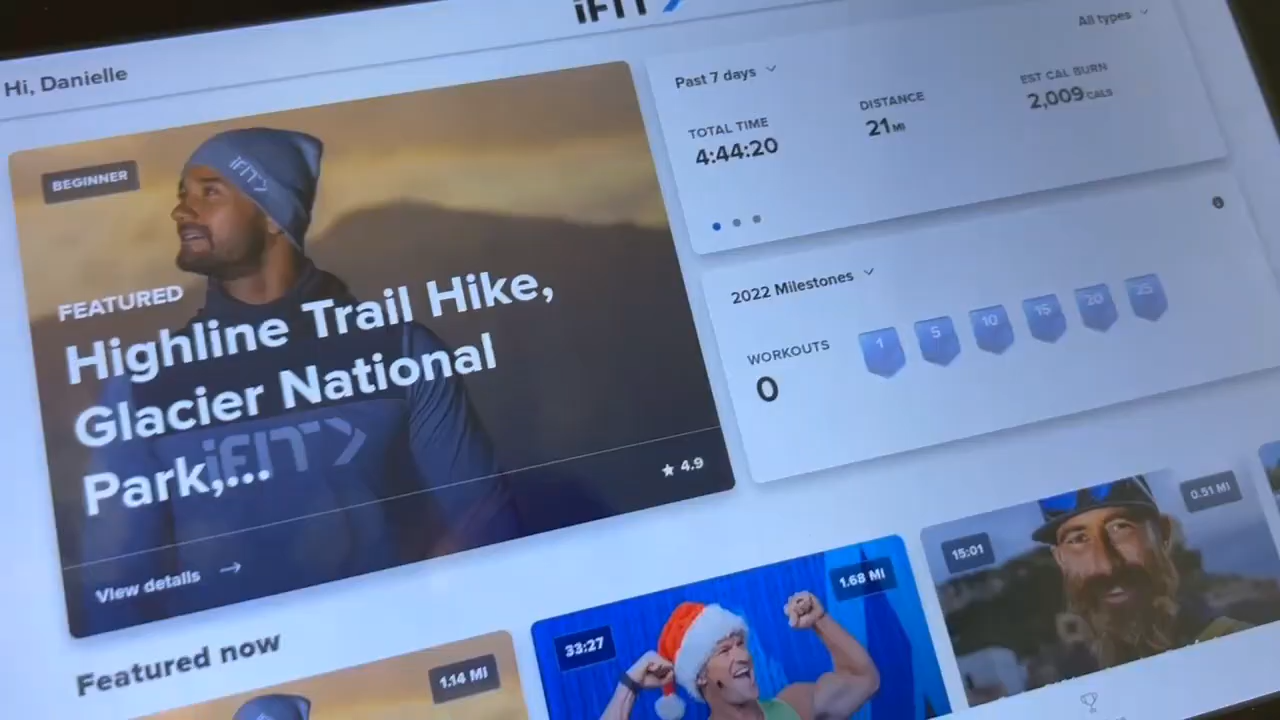 iFIT
Hi, Danielle
BEGINNER
iFIT
FEATURED
Highline Trail Hike,
Glacier National
Park,...
iFIT
★ 4.9
View details →
All types
Past 7 days
TOTAL TIME
4:44:20
DISTANCE
21 MI
EST CAL BURN
2,009 CALS
2022 Milestones
WORKOUTS
0
1 5 10 15 20 25
Featured now
1.14 MI
33:27
1.68 MI
15:01
0.51 MI